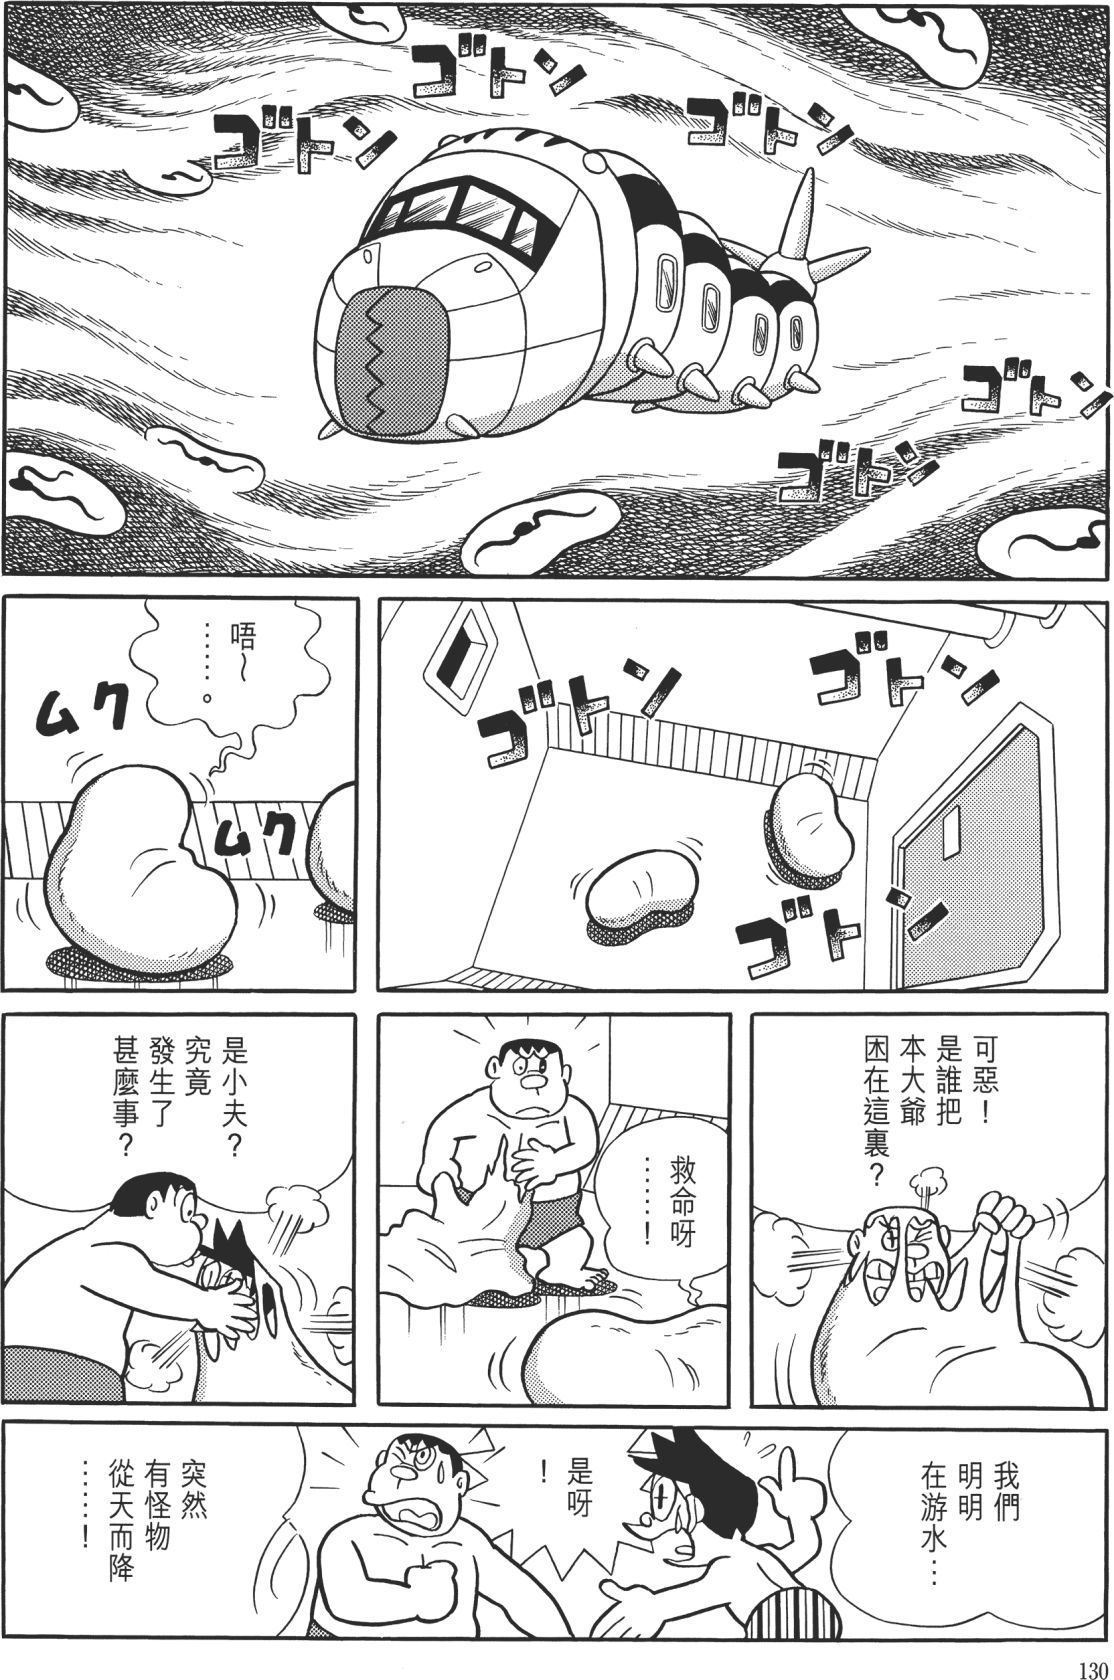 ゴトン
ゴトン
ゴトン
ゴトン
ゴトン
ゴトン
ゴトン
ゴトン
唔~
……。
ムク
ムク
可惡！
是誰把
本大爺
困在這裏？
救命呀
……！
是小夫？
究竟
發生了
甚麼事？
我們
明明
在游水…
是呀
！
突然
有怪物
從天而降
……！
130